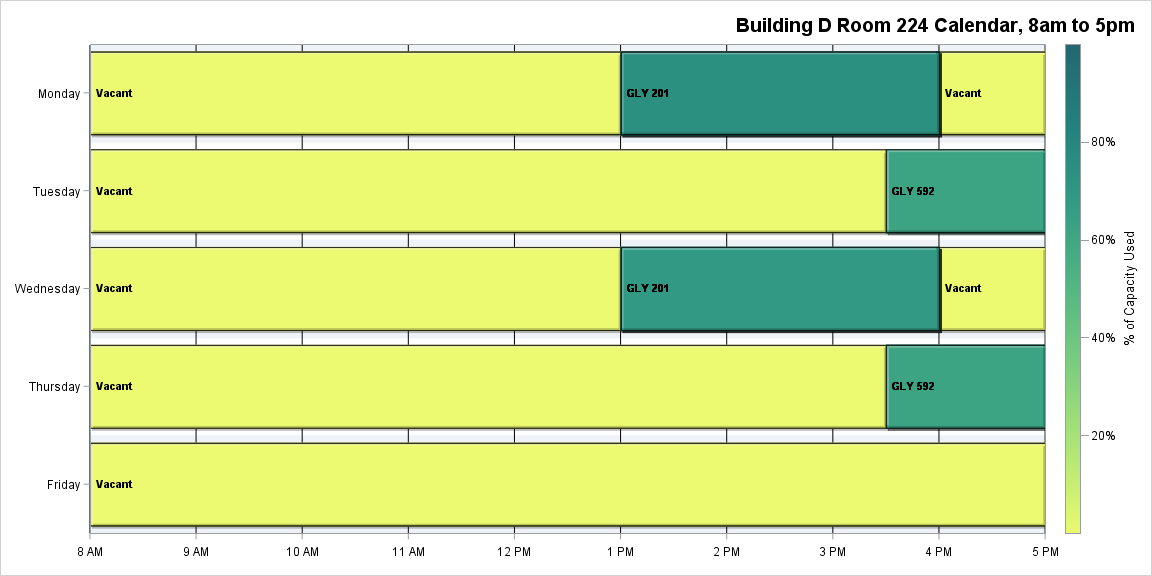 Building D Room 224 Calendar, 8am to 5pm
Monday
Vacant
GLY 201
Vacant
Tuesday
Vacant
GLY 592
Wednesday
Vacant
GLY 201
Vacant
Thursday
Vacant
GLY 592
Friday
Vacant
8 AM
9 AM
10 AM
11 AM
12 PM
1 PM
2 PM
3 PM
4 PM
5 PM
80%
60%
40%
20%
% of Capacity Used